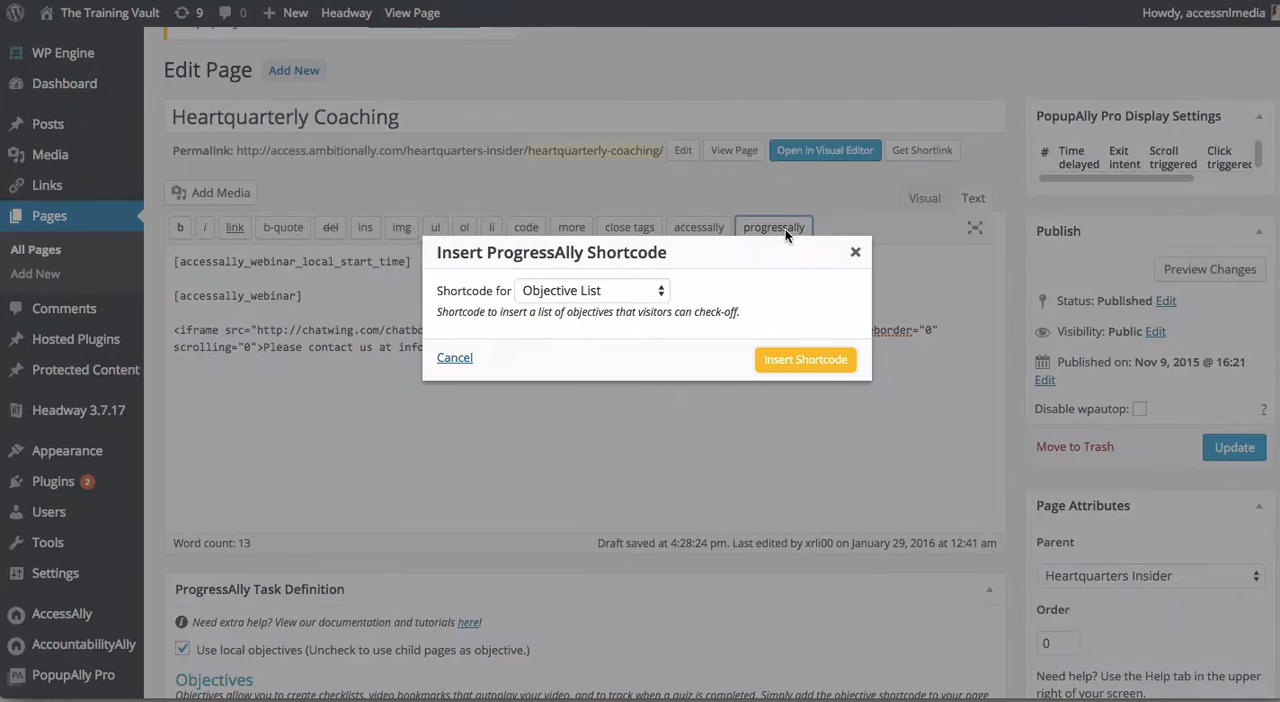 The Training Vault
9
0
New
Headway
View Page
Howdy, accessnlmedia
WP Engine
Dashboard
Posts
Media
Links
Pages
All Pages
Add New
Comments
Hosted Plugins
Protected Content
Headway 3.7.17
Appearance
Plugins 2
Users
Tools
Settings
AccessAlly
AccountabilityAlly
PA PopupAlly Pro
Edit Page Add New
Heartquarterly Coaching
Permalink: http://access.ambitionally.com/heartquarters-insider/heartquarterly-coaching/ Edit View Page Open in Visual Editor Get Shortlink
Add Media
Visual Text
b i link b-quote del ins img ul ol li code more close tags accessally progressally
[accessally_webinar_local_start_time]
[accessally_webinar]
<iframe src="http://chatwing.com/chatb
eborder="0"
scrolling="0">Please contact us at info
Insert ProgressAlly Shortcode
Shortcode for Objective List
Shortcode to insert a list of objectives that visitors can check-off.
Cancel
Insert Shortcode
Word count: 13
Draft saved at 4:28:24 pm. Last edited by xrli00 on January 29, 2016 at 12:41 am
ProgressAlly Task Definition
Need extra help? View our documentation and tutorials here!
Use local objectives (Uncheck to use child pages as objective.)
Objectives
Objectives allow you to create checklists, video bookmarks that autoplay your video, and to track when a quiz is completed. Simply add the objective shortcode to your page
PopupAlly Pro Display Settings
# Time delayed Exit intent Scroll triggered Click triggered
Publish
Preview Changes
Status: Published Edit
Visibility: Public Edit
Published on: Nov 9, 2015 @ 16:21
Edit
Disable wpautop:
?
Move to Trash
Update
Page Attributes
Parent
Heartquarters Insider
Order
0
Need help? Use the Help tab in the upper
right of your screen.